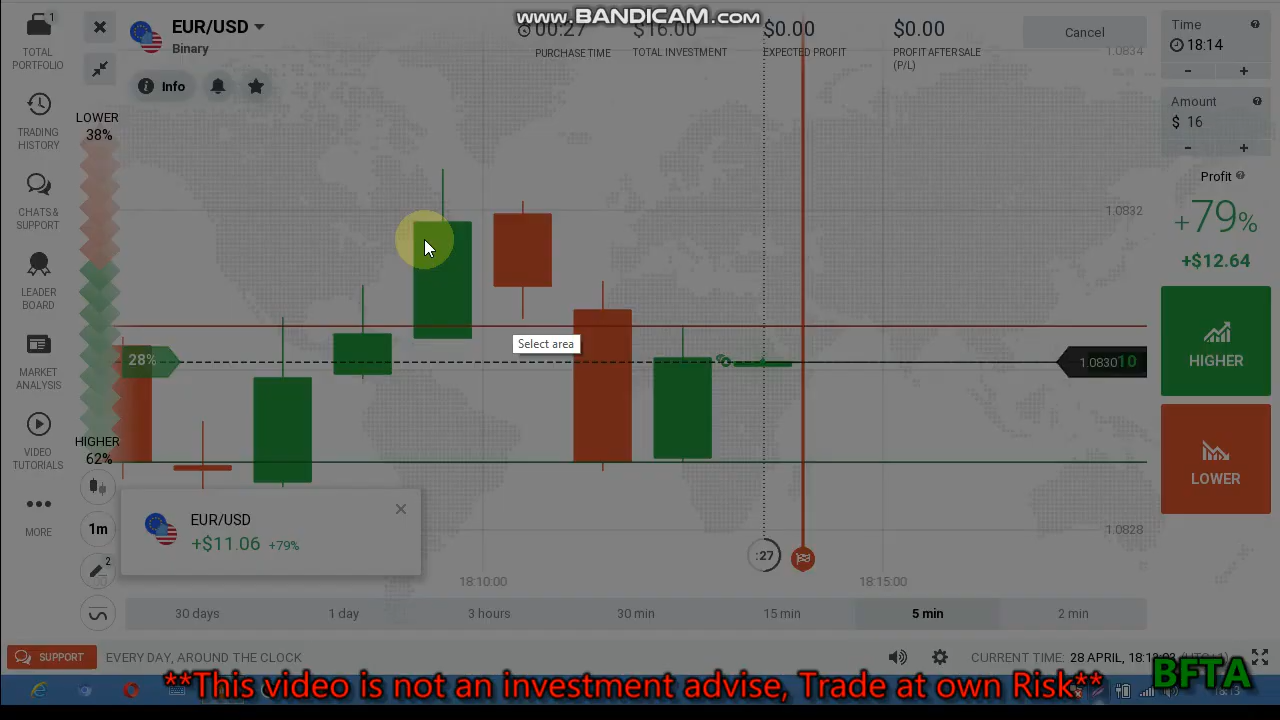 www.BANDICAM.com
1
TOTAL
PORTFOLIO
TRADING
HISTORY
CHATS &
SUPPORT
LEADER
BOARD
MARKET
ANALYSIS
VIDEO
TUTORIALS
MORE
EUR/USD
Binary
Info
00:27
PURCHASE TIME
$16.00
TOTAL INVESTMENT
$0.00
EXPECTED PROFIT
$0.00
PROFIT AFTER SALE
(P/L)
Cancel
1.0834
LOWER
38%
28%
HIGHER
62%
1m
2
Select area
1.0832
1.083010
1.0828
EUR/USD
+$11.06 +79%
:27
18:10:00
18:15:00
30 days
1 day
3 hours
30 min
15 min
5 min
2 min
Time
18:14
- +
Amount
$ 16
- +
Profit
+79%
+$12.64
HIGHER
LOWER
SUPPORT
EVERY DAY, AROUND THE CLOCK
CURRENT TIME: 28 APRIL,
**This video is not an investment advise, Trade at own Risk**
BFTA
18:13